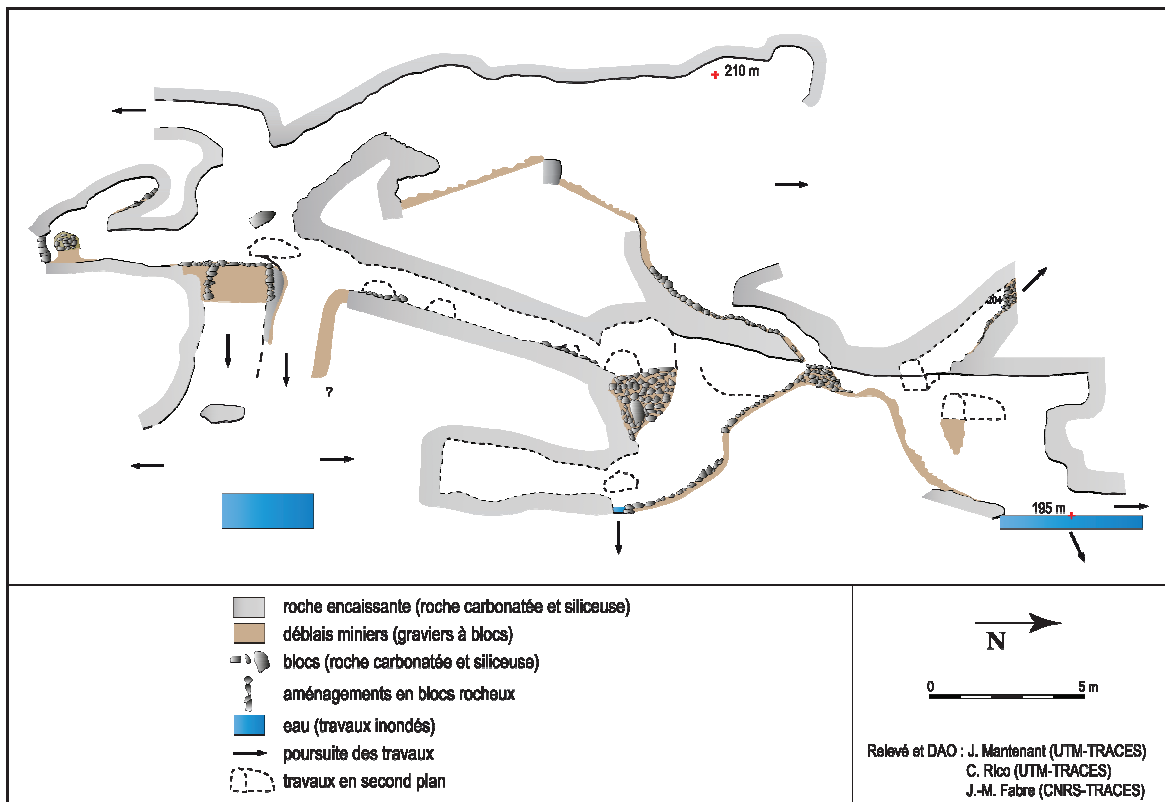 210 m
204
?
195 m
roche encaissante (roche carbonatée et siliceuse)
déblais miniers (graviers à blocs)
blocs (roche carbonatée et siliceuse)
aménagements en blocs rocheux
eau (travaux inondés)
poursuite des travaux
travaux en second plan
N
0 5 m
Relevé et DAO : J. Mantenant (UTM-TRACES)
C. Rico (UTM-TRACES)
J.-M. Fabre (CNRS-TRACES)